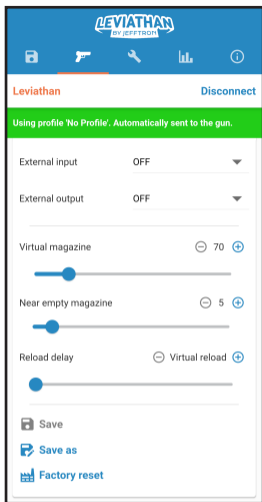 LEVIATHAN
BY JEFFTRON
Leviathan Disconnect
Using profile 'No Profile'. Automatically sent to the gun.
External input OFF
External output OFF
Virtual magazine 70
Near empty magazine 5
Reload delay Virtual reload
Save
Save as
Factory reset